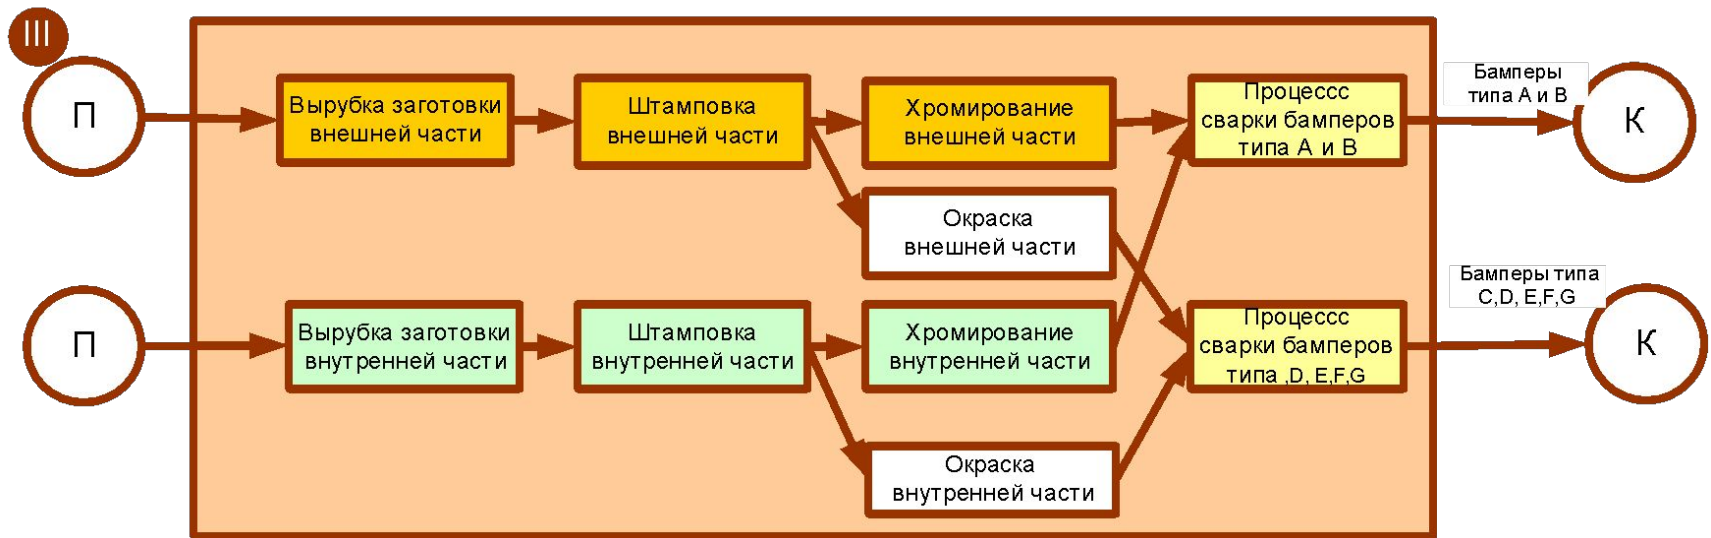 III
П
Вырубка заготовки
внешней части
Штамповка
внешней части
Хромирование
внешней части
Процессс
сварки бамперов
типа А и В
Бамперы
типа А и В
К
Окраска
внешней части
П
Вырубка заготовки
внутренней части
Штамповка
внутренней части
Хромирование
внутренней части
Процессс
сварки бамперов
типа ,D, E,F,G
Бамперы типа
C,D, E,F,G
К
Окраска
внутренней части